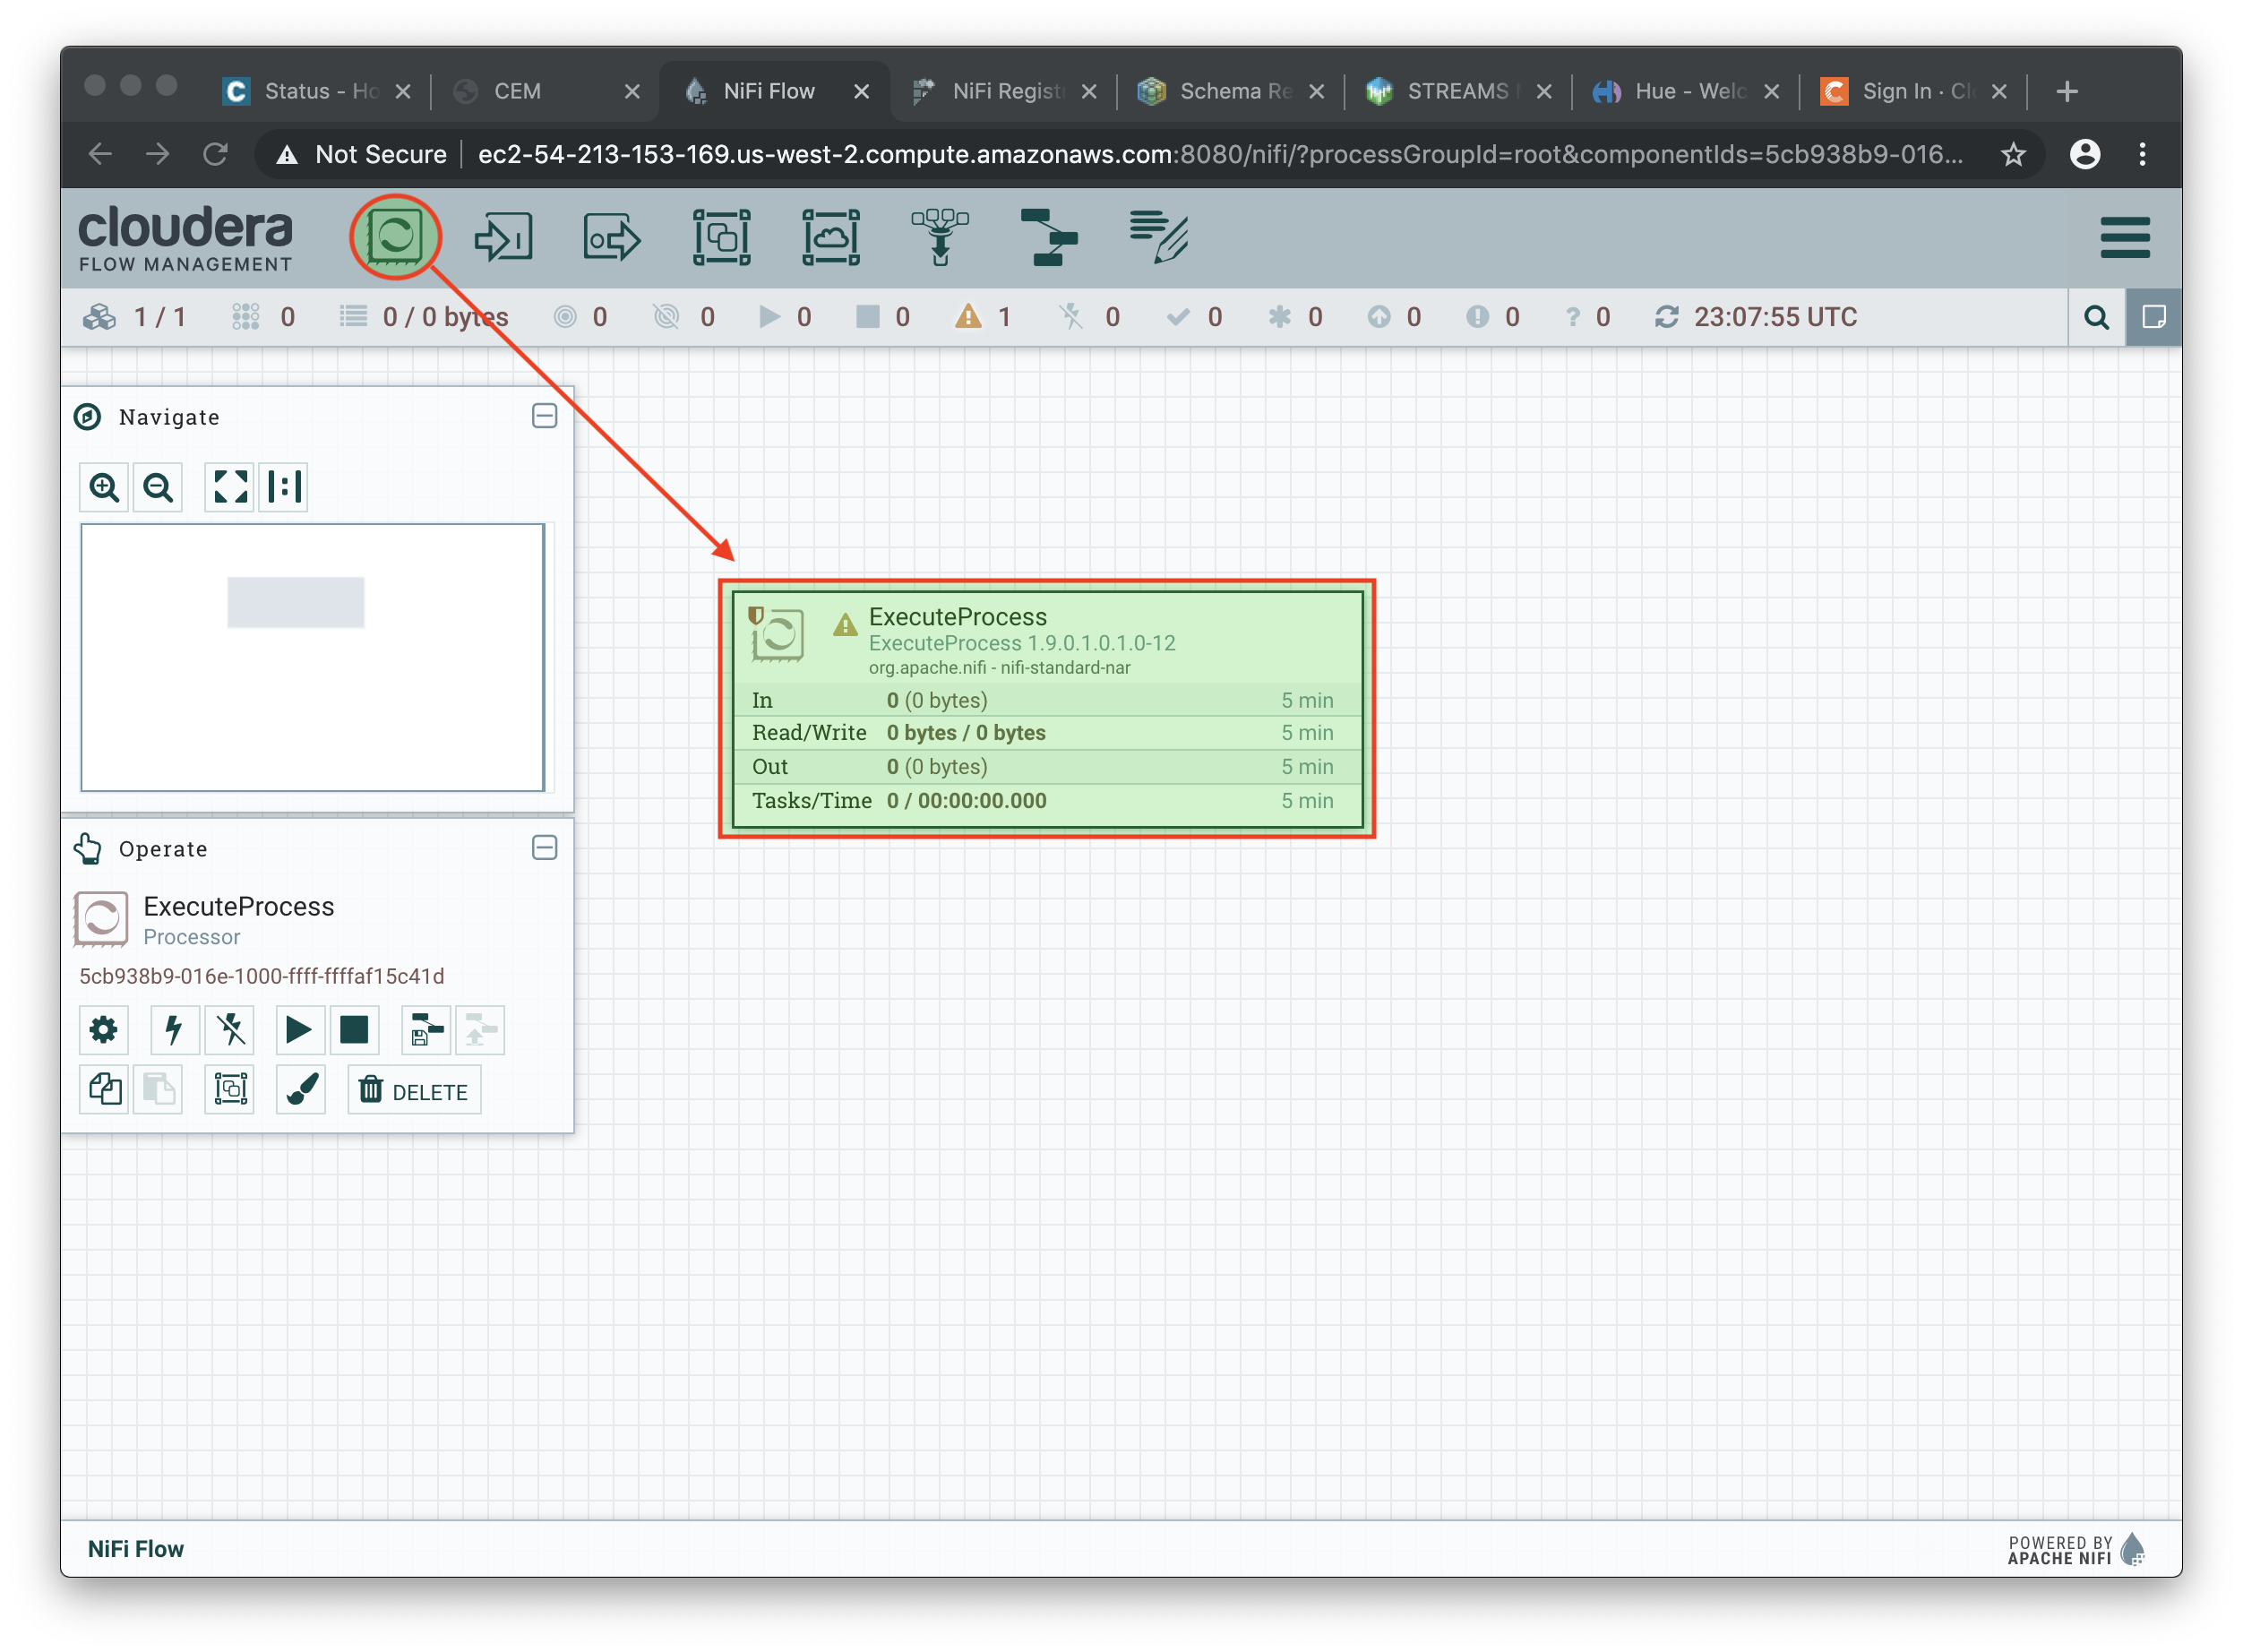 Status - Ho
CEM
NiFi Flow
NiFi Regist
Schema Re
STREAMS
Hue - Welc
Sign In · Cl
Not Secure
ec2-54-213-153-169.us-west-2.compute.amazonaws.com:8080/nifi/?processGroupId=root&componentIds=5cb938b9-016...
cloudera
FLOW MANAGEMENT
1 / 1 0 0 / 0 bytes 0 0 0 0 1 0 0 0 0 0 ? 0 23:07:55 UTC
Navigate
ExecuteProcess
ExecuteProcess 1.9.0.1.0.1.0-12
org.apache.nifi - nifi-standard-nar
In 0 (0 bytes) 5 min
Read/Write 0 bytes / 0 bytes 5 min
Out 0 (0 bytes) 5 min
Tasks/Time 0 / 00:00:00.000 5 min
Operate
ExecuteProcess
Processor
5cb938b9-016e-1000-ffff-ffffaf15c41d
DELETE
NiFi Flow
POWERED BY
APACHE NIFI